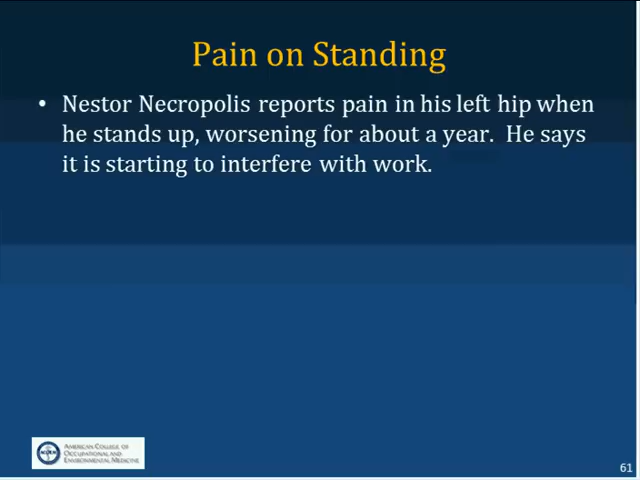 Pain on Standing
• Nestor Necropolis reports pain in his left hip when
he stands up, worsening for about a year. He says
it is starting to interfere with work.
AMERICAN COLLEGE OF
OCCUPATIONAL AND
ENVIRONMENTAL MEDICINE
61